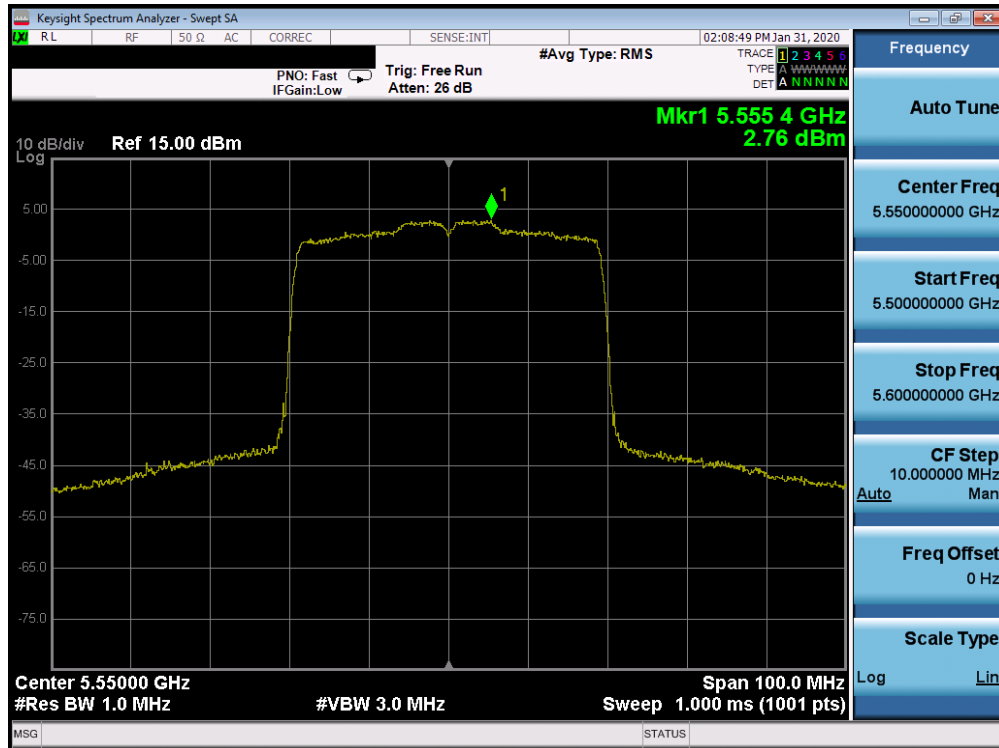 Keysight Spectrum Analyzer - Swept SA
LXI RL RF 50 Ω AC CORREC SENSE:INT 02:08:49 PM Jan 31, 2020
#Avg Type: RMS TRACE 1 2 3 4 5 6
PNO: Fast Trig: Free Run TYPE A WWWWW
IFGain:Low Atten: 26 dB DET A N N N N N
Mkr1 5.555 4 GHz
2.76 dBm
10 dB/div Ref 15.00 dBm
Log
1
5.00
-5.00
-15.0
-25.0
-35.0
-45.0
-55.0
-65.0
-75.0
Center 5.55000 GHz Span 100.0 MHz
#Res BW 1.0 MHz #VBW 3.0 MHz Sweep 1.000 ms (1001 pts)
MSG STATUS
Frequency
Auto Tune
Center Freq
5.550000000 GHz
Start Freq
5.500000000 GHz
Stop Freq
5.600000000 GHz
CF Step
10.000000 MHz
Auto Man
Freq Offset
0 Hz
Scale Type
Log Lin